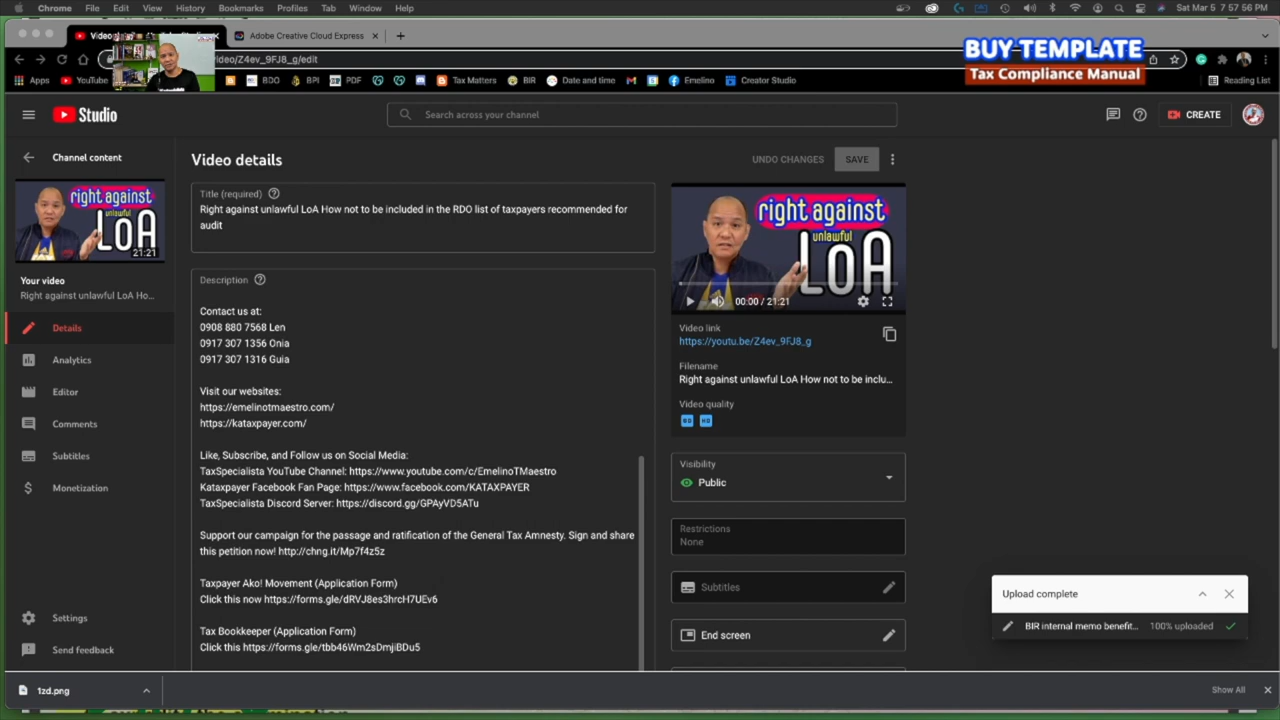 Chrome File Edit View History Bookmarks Profiles Tab Window Help
Sat Mar 5 7:57:56 PM
Adobe Creative Cloud Express
video/Z4ev_9FJ8_g/edit
BUY TEMPLATE
Tax Compliance Manual
Apps YouTube BDO BPI PDF Tax Matters BIR Date and time Emelino Creator Studio Reading List
Studio
Search across your channel
CREATE
Channel content
Video details
UNDO CHANGES
SAVE
right against
unlawful
LOA
21:21
Your video
Right against unlawful LoA Ho...
Details
Analytics
Editor
Comments
Subtitles
Monetization
Settings
Send feedback
Title (required)
Right against unlawful LoA How not to be included in the RDO list of taxpayers recommended for
audit
Description
Contact us at:
0908 880 7568 Len
0917 307 1356 Onia
0917 307 1316 Guia
Visit our websites:
https://emelinotmaestro.com/
https://kataxpayer.com/
Like, Subscribe, and Follow us on Social Media:
TaxSpecialista YouTube Channel: https://www.youtube.com/c/EmelinoTMaestro
Kataxpayer Facebook Fan Page: https://www.facebook.com/KATAXPAYER
TaxSpecialista Discord Server: https://discord.gg/GPAyVD5ATu
Support our campaign for the passage and ratification of the General Tax Amnesty. Sign and share
this petition now! http://chng.it/Mp7f4z5z
Taxpayer Ako! Movement (Application Form)
Click this now https://forms.gle/dRVJ8es3hrcH7UEv6
Tax Bookkeeper (Application Form)
Click this https://forms.gle/tbb46Wm2sDmjiBDu5
right against
unlawful
LOA
00:00 / 21:21
Video link
https://youtu.be/Z4ev_9FJ8_g
Filename
Right against unlawful LoA How not to be inclu...
Video quality
SD HD
Visibility
Public
Restrictions
None
Subtitles
End screen
Upload complete
BIR internal memo benefit... 100% uploaded
1zd.png
Show All